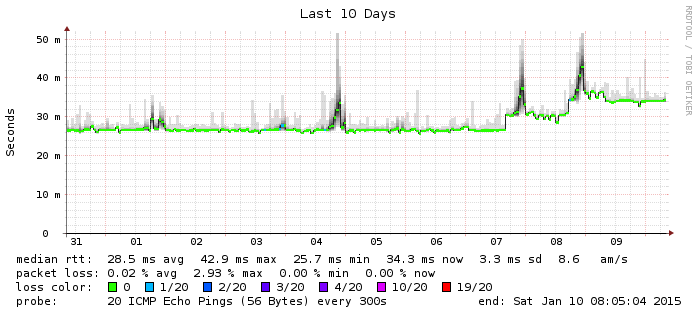 Last 10 Days
RRDTOOL / TOBI OETIKER
Seconds
50 m
40 m
30 m
20 m
10 m
0
31 01 02 03 04 05 06 07 08 09
median rtt: 28.5 ms avg 42.9 ms max 25.7 ms min 34.3 ms now 3.3 ms sd 8.6 am/s
packet loss: 0.02 % avg 2.93 % max 0.00 % min 0.00 % now
loss color: 0 1/20 2/20 3/20 4/20 10/20 19/20
probe: 20 ICMP Echo Pings (56 Bytes) every 300s end: Sat Jan 10 08:05:04 2015